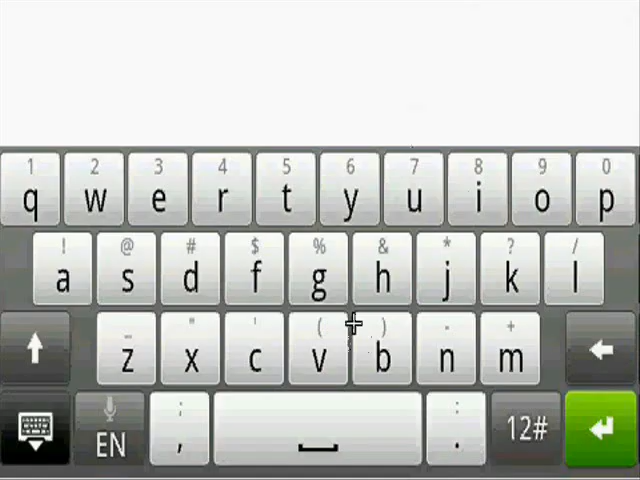 1 2 3 4 5 6 7 8 9 0
q w e r t y u i o p
! @ # $ % & * ? /
a s d f g h j k l
_ " ' ( ) - +
z x c v b n m
; :
EN , . 12#